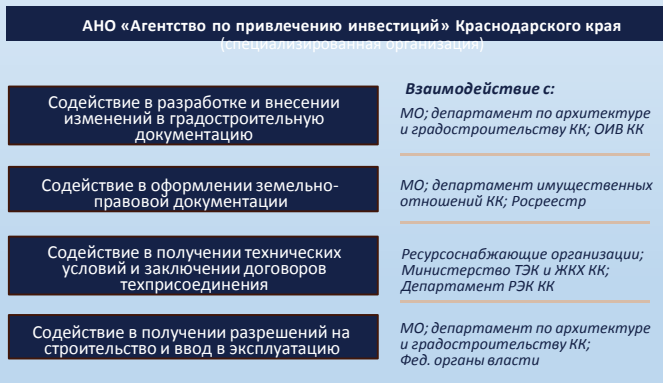 АНО «Агентство по привлечению инвестиций» Краснодарского края
(специализированная организация)
Взаимодействие с:
Содействие в разработке и внесении
изменений в градостроительную
документацию
МО; департамент по архитектуре
и градостроительству КК; ОИВ КК
Содействие в оформлении земельно-
правовой документации
МО; департамент имущественных
отношений КК; Росреестр
Содействие в получении технических
условий и заключении договоров
техприсоединения
Ресурсоснабжающие организации;
Министерство ТЭК и ЖКХ КК;
Департамент РЭК КК
Содействие в получении разрешений на
строительство и ввод в эксплуатацию
МО; департамент по архитектуре
и градостроительству КК;
Фед. органы власти